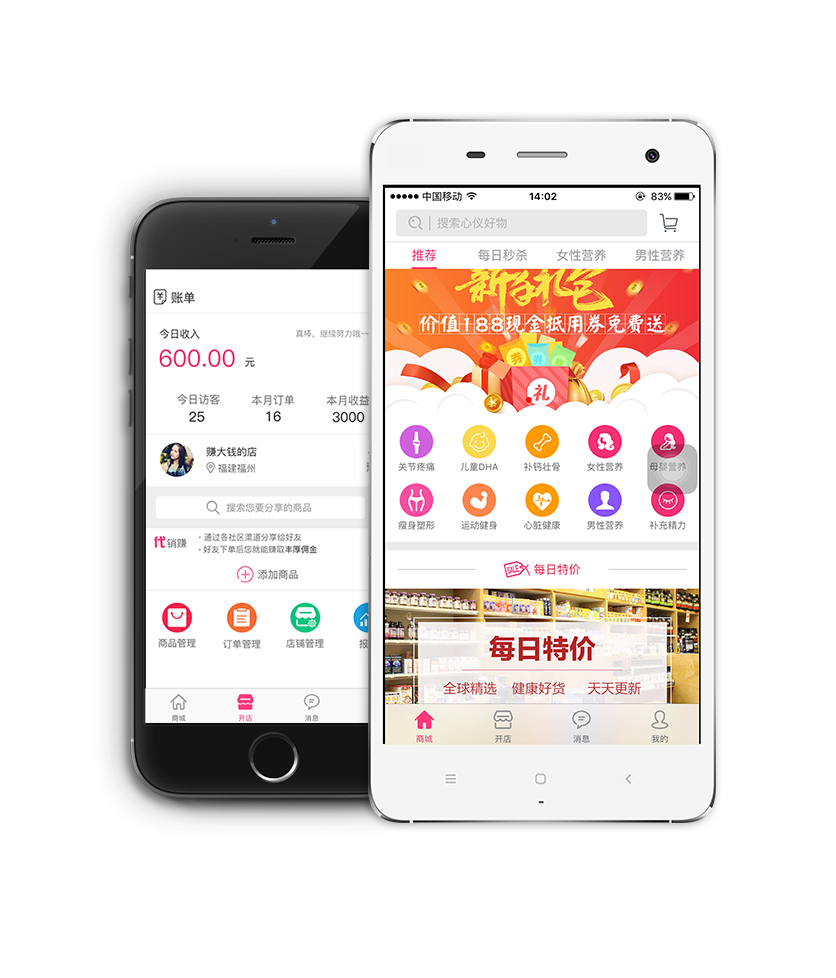 账单
今日收入
真棒，继续努力哦~~
600.00 元
今日访客 本月订单 本月收益
25 16 3000
赚大钱的店
福建福州
搜索您要分享的商品
代销赚
· 通过各社区渠道分享给好友
· 好友下单后您就能赚取丰厚佣金
添加商品
商品管理 订单管理 店铺管理 报
商城 开店 消息
中国移动 14:02 83%
搜索心仪好物
推荐 每日秒杀 女性营养 男性营养
新手礼包
价值188现金抵用券免费送
券 券 券
礼
关节疼痛 儿童DHA 补钙壮骨 女性营养 母婴营养
瘦身塑形 运动健身 心脏健康 男性营养 补充精力
SALE 每日特价
每日特价
全球精选 健康好货 天天更新
商城 开店 消息 我的